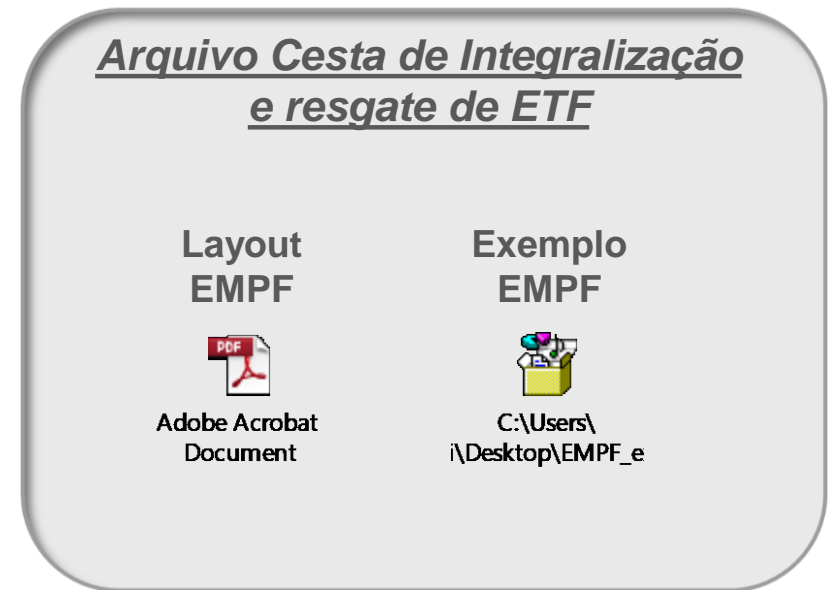 Arquivo Cesta de Integralização
e resgate de ETF
Layout
EMPF
Exemplo
EMPF
PDF
Adobe Acrobat
Document
C:\Users\
i\Desktop\EMPF_e